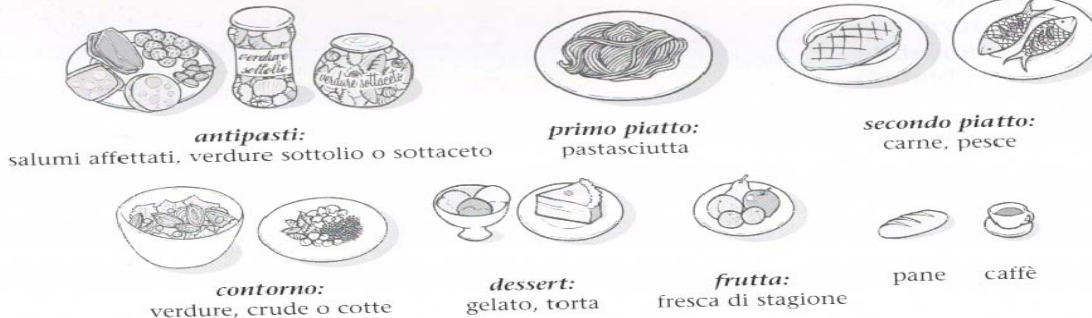 verdure
sottolio
verdure sottaceto
antipasti:
salumi affettati, verdure sottolio o sottaceto
primo piatto:
pastasciutta
secondo piatto:
carne, pesce
contorno:
verdure, crude o cotte
dessert:
gelato, torta
frutta:
fresca di stagione
pane
caffè